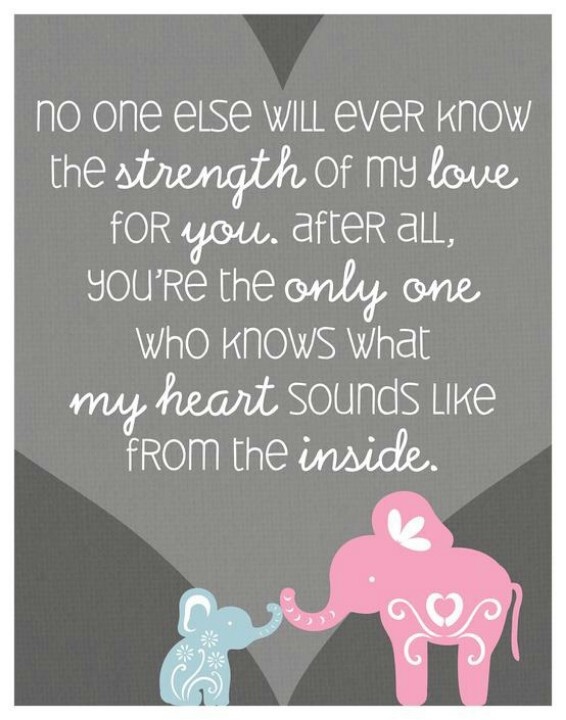 no one else will ever know
the strength of my love
for you. after all,
you're the only one
who knows what
my heart sounds like
from the inside.